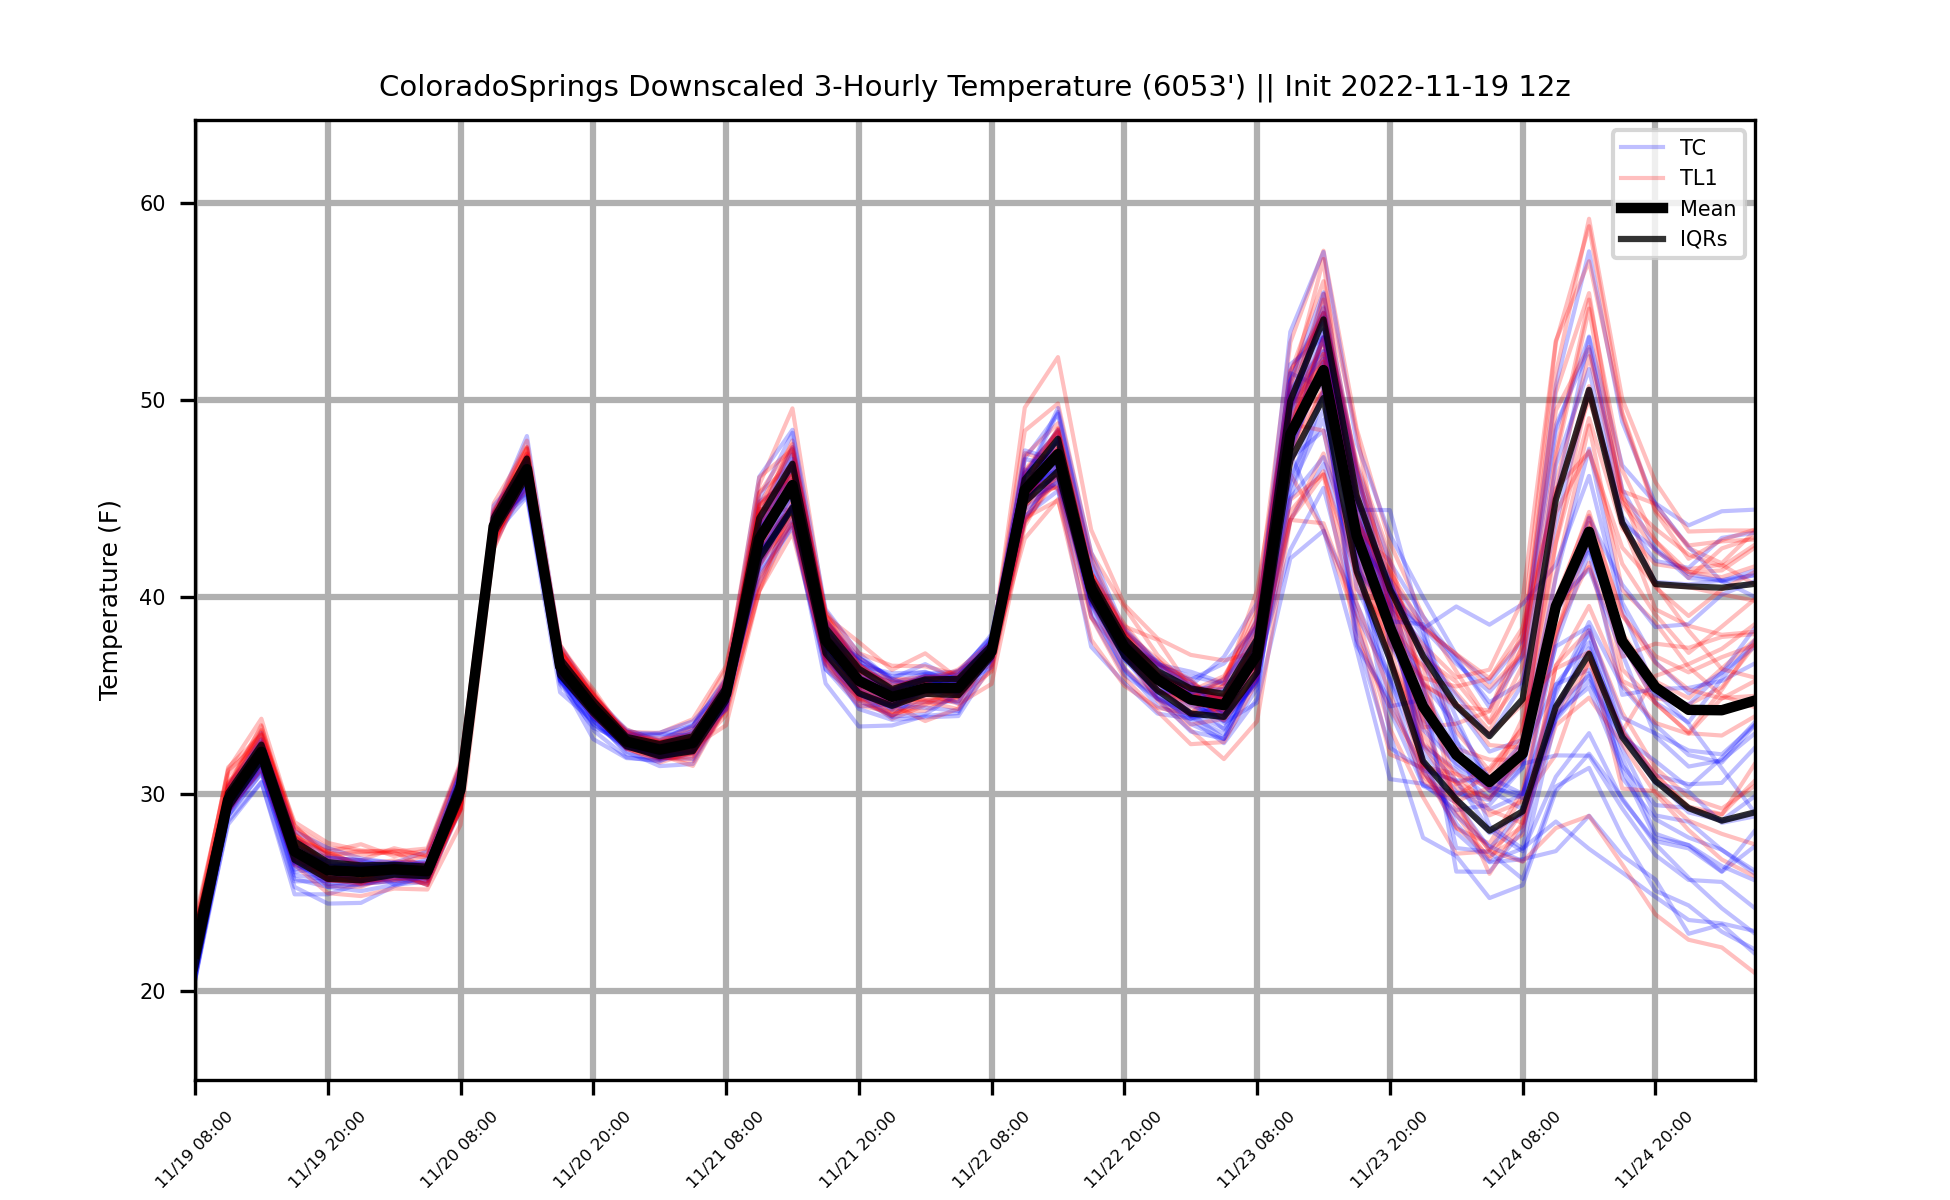 ColoradoSprings Downscaled 3-Hourly Temperature (6053') || Init 2022-11-19 12z
TC
TL1
Mean
IQRs
Temperature (F)
60
50
40
30
20
11/19 08:00
11/19 20:00
11/20 08:00
11/20 20:00
11/21 08:00
11/21 20:00
11/22 08:00
11/22 20:00
11/23 08:00
11/23 20:00
11/24 08:00
11/24 20:00